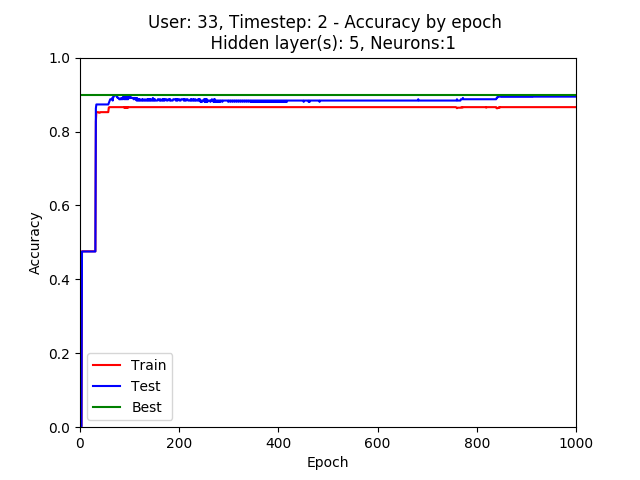 User: 33, Timestep: 2 - Accuracy by epoch
Hidden layer(s): 5, Neurons:1
1.0
0.8
0.6
0.4
0.2
0.0
Accuracy
Train
Test
Best
0 200 400 600 800 1000
Epoch